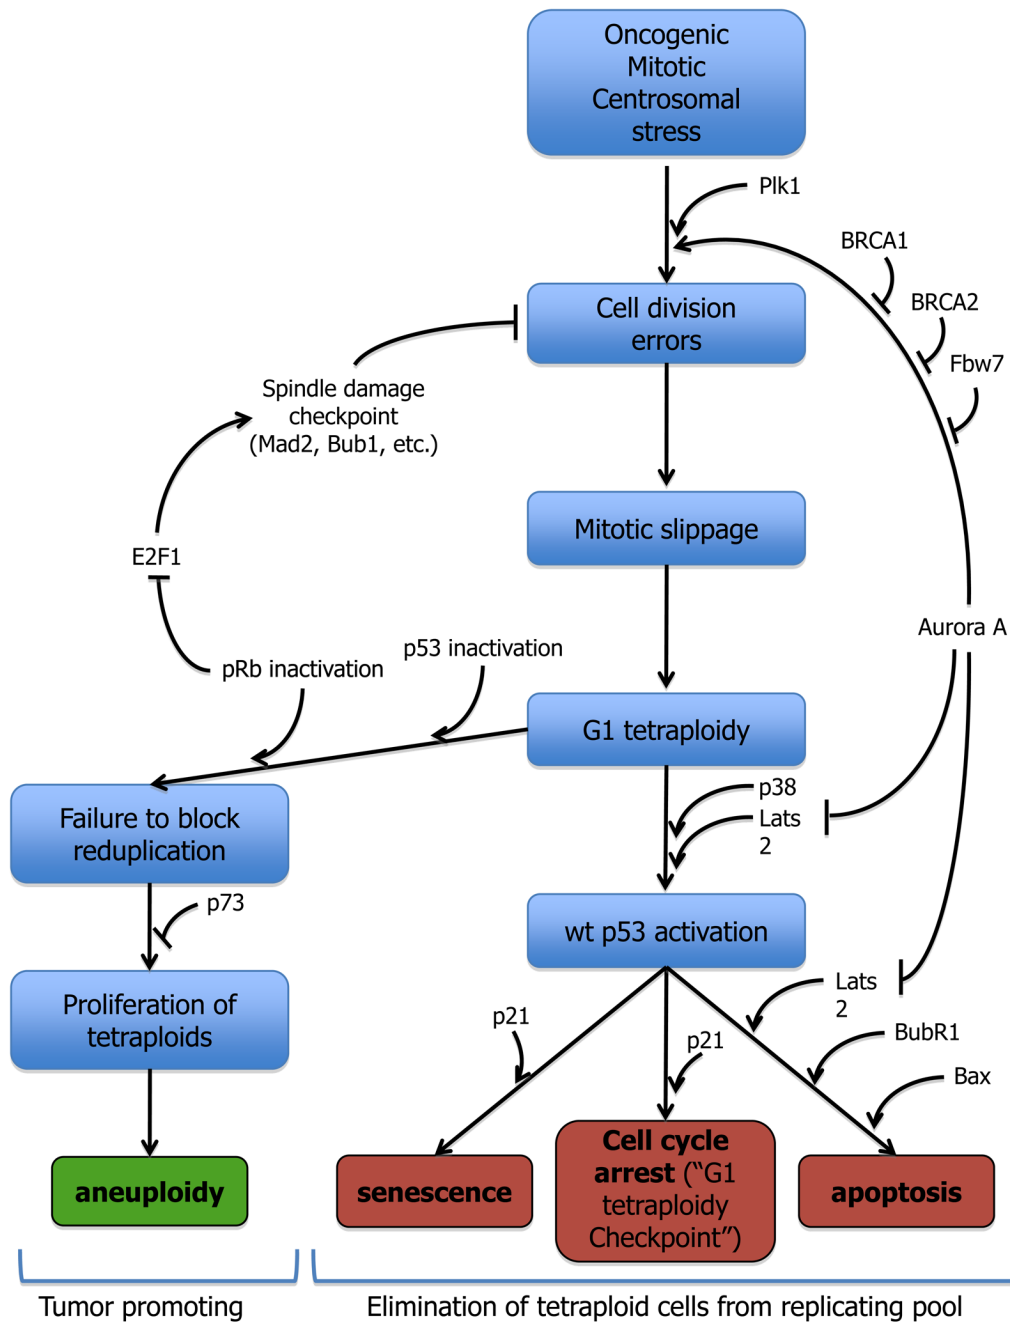 Oncogenic
Mitotic
Centrosomal
stress
Plk1
BRCA1
BRCA2
Fbw7
Cell division
errors
Spindle damage
checkpoint
(Mad2, Bub1, etc.)
Mitotic slippage
E2F1
Aurora A
p53 inactivation
pRb inactivation
G1 tetraploidy
p38
Lats
2
Failure to block
reduplication
p73
wt p53 activation
Proliferation of
tetraploids
Lats
2
p21
p21
BubR1
Bax
aneuploidy
senescence
Cell cycle
arrest (“G1
tetraploidy
Checkpoint”)
apoptosis
Tumor promoting
Elimination of tetraploid cells from replicating pool